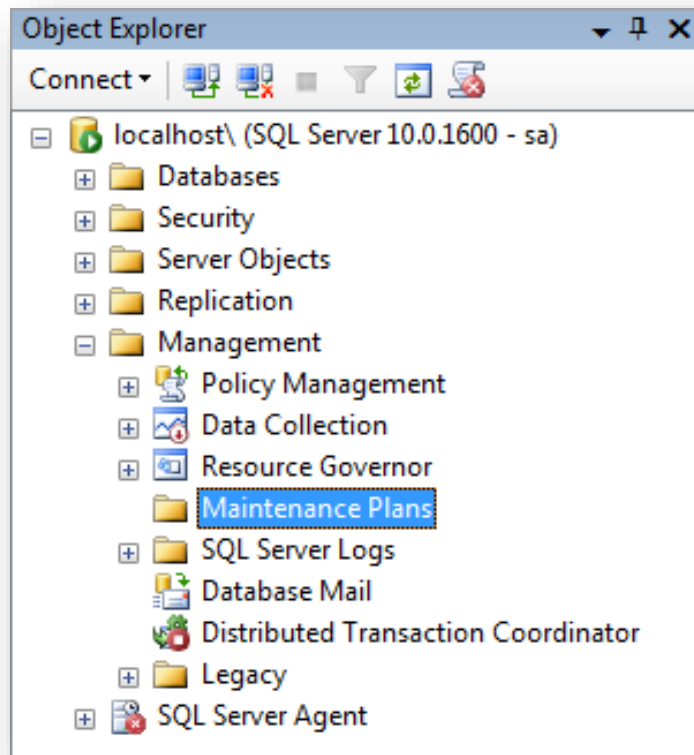 Object Explorer
Connect
localhost\ (SQL Server 10.0.1600 - sa)
Databases
Security
Server Objects
Replication
Management
Policy Management
Data Collection
Resource Governor
Maintenance Plans
SQL Server Logs
Database Mail
Distributed Transaction Coordinator
Legacy
SQL Server Agent